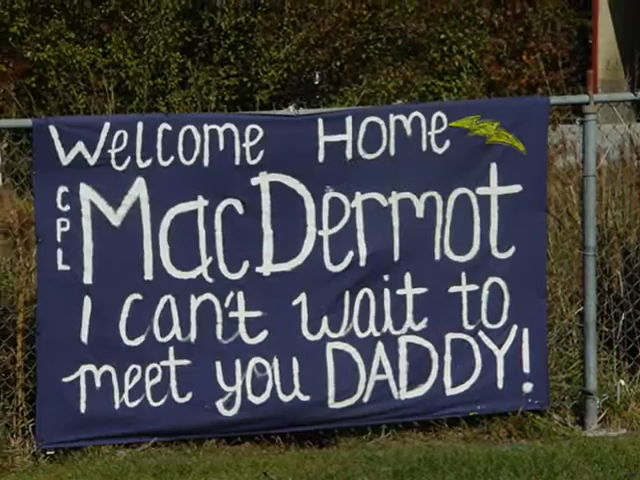 Welcome Home
CPL MacDermot
I can't wait to
meet you DADDY!